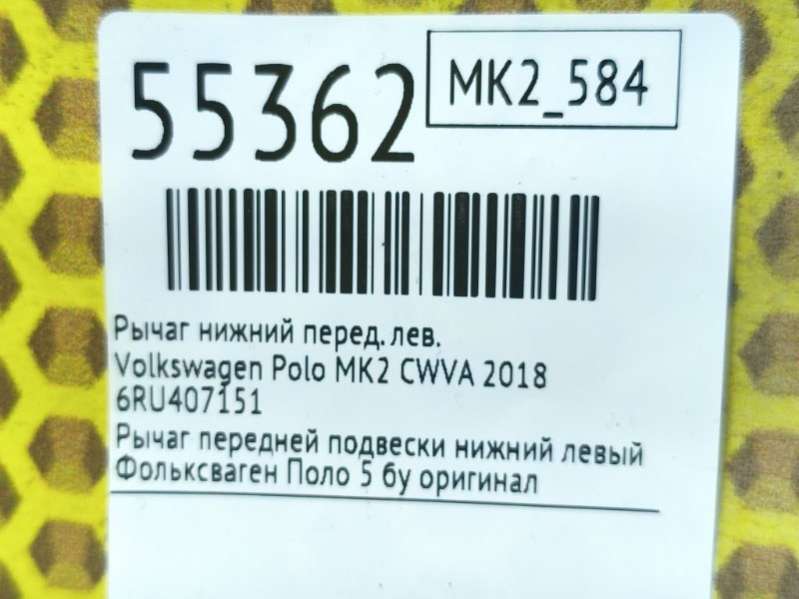 55362
MK2_584
Рычаг нижний перед. лев.
Volkswagen Polo MK2 CWVA 2018
6RU407151
Рычаг передней подвески нижний левый
Фольксваген Поло 5 бу оригинал